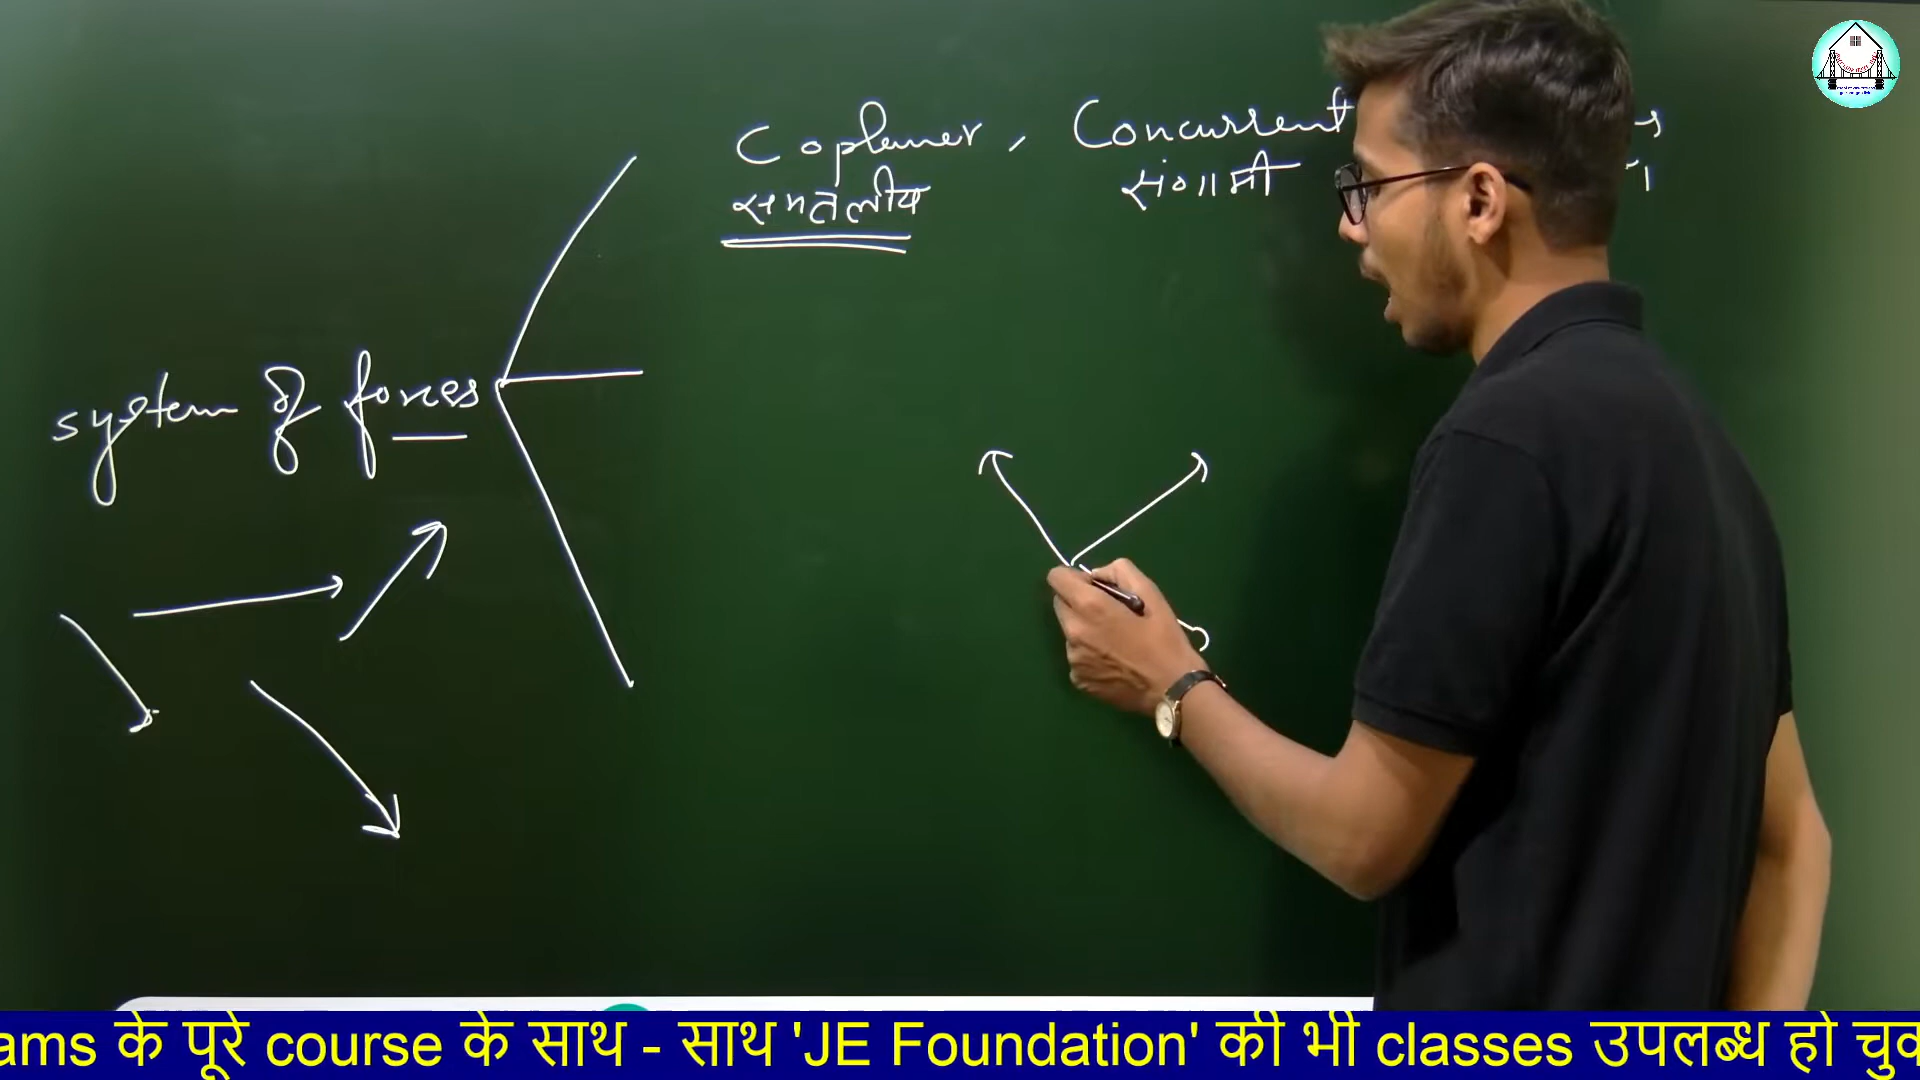 Coplaner, Concurrent
समतलीय संगामी
system of forces
ams के पूरे course के साथ - साथ 'JE Foundation' की भी classes उपलब्ध हो चुक